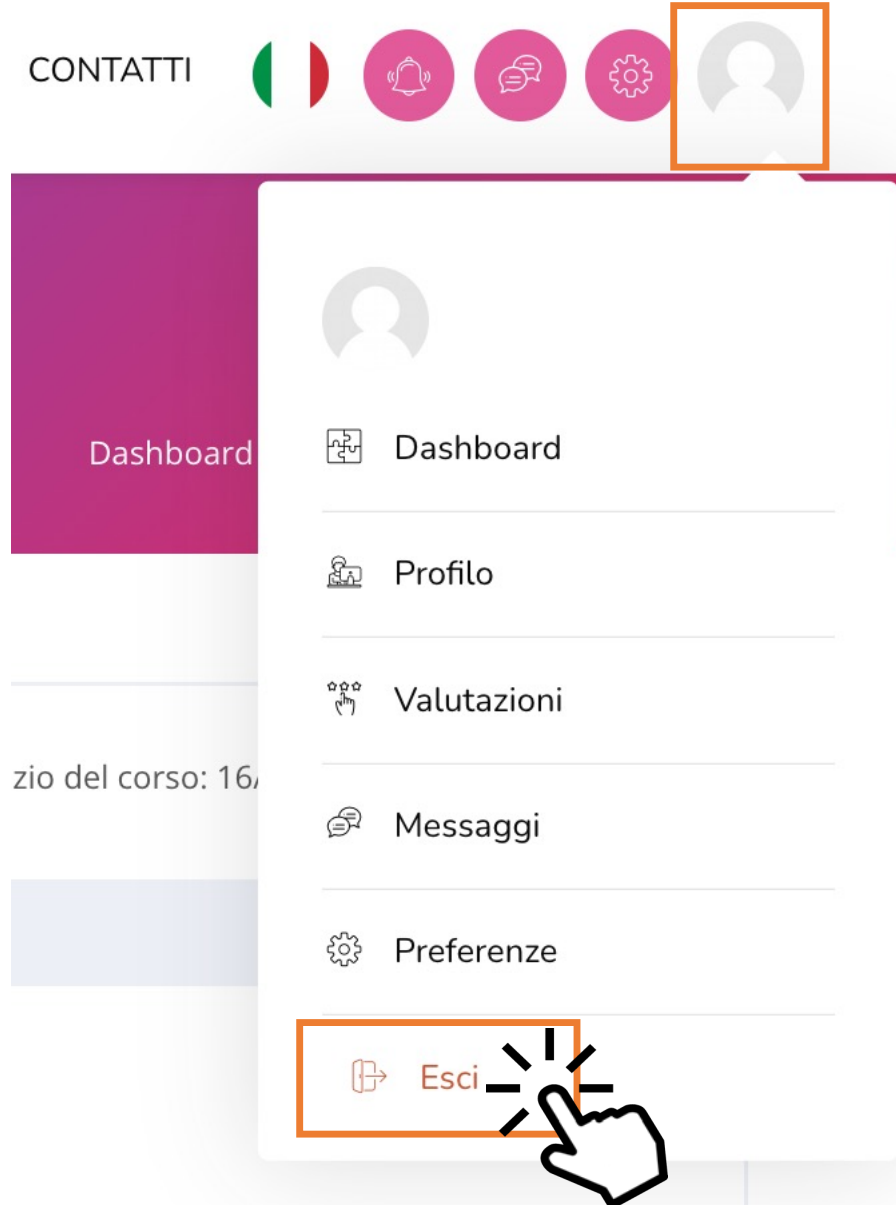 CONTATTI
Dashboard
Dashboard
Profilo
Valutazioni
zio del corso: 16/
Messaggi
Preferenze
Esci